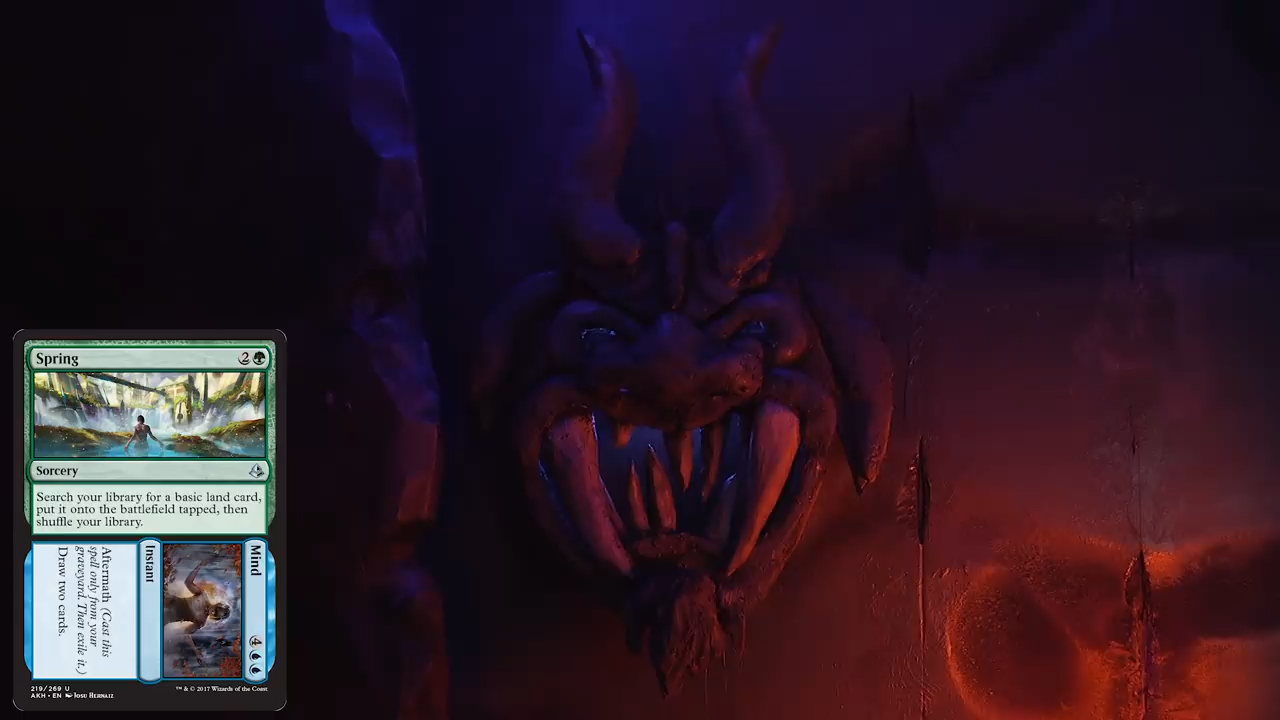 Spring 2
Sorcery
Search your library for a basic land card,
put it onto the battlefield tapped, then
shuffle your library.
Mind 4
Instant
Aftermath (Cast this
spell only from your
graveyard. Then exile it.)
Draw two cards.
219/269 U
AKH • EN Josu Hernaiz
™ & © 2017 Wizards of the Coast